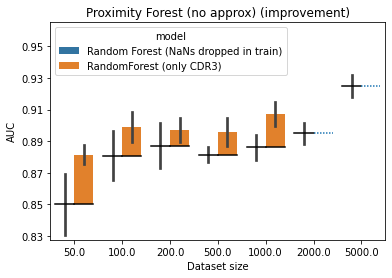 Proximity Forest (no approx) (improvement)
model
Random Forest (NaNs dropped in train)
RandomForest (only CDR3)
AUC
0.95
0.93
0.91
0.89
0.87
0.85
0.83
50.0 100.0 200.0 500.0 1000.0 2000.0 5000.0
Dataset size